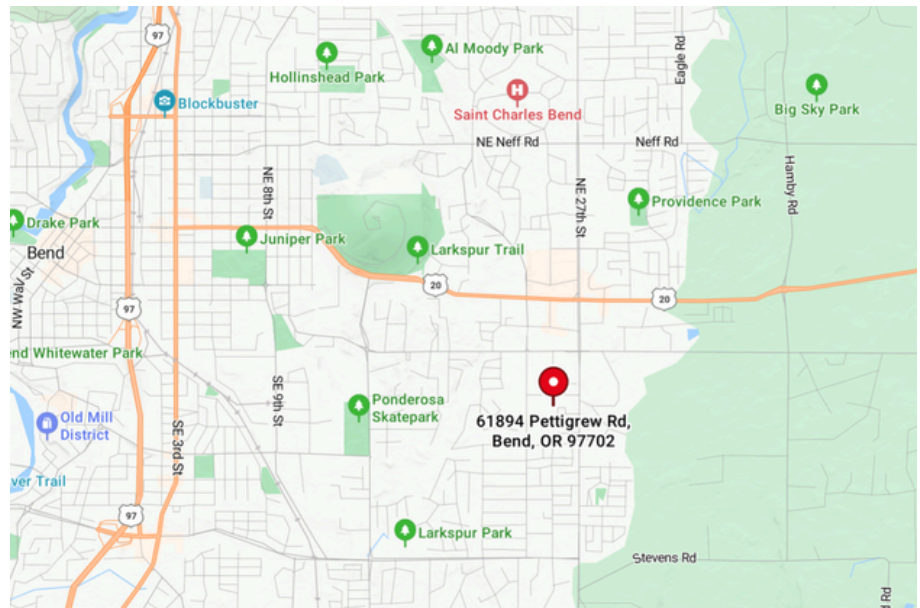 97
Al Moody Park
Eagle Rd
Hollinshead Park
Blockbuster
H
Saint Charles Bend
Big Sky Park
NE Neff Rd
Neff Rd
NE 8th St
NE 27th St
Hamby Rd
Providence Park
Drake Park
Juniper Park
Larkspur Trail
Bend
NW Wall St
20
20
97
end Whitewater Park
SE 9th St
Ponderosa
Skatepark
61894 Pettigrew Rd,
Bend, OR 97702
Old Mill
District
SE 3rd St
ver Trail
97
Larkspur Park
Stevens Rd
d Rd